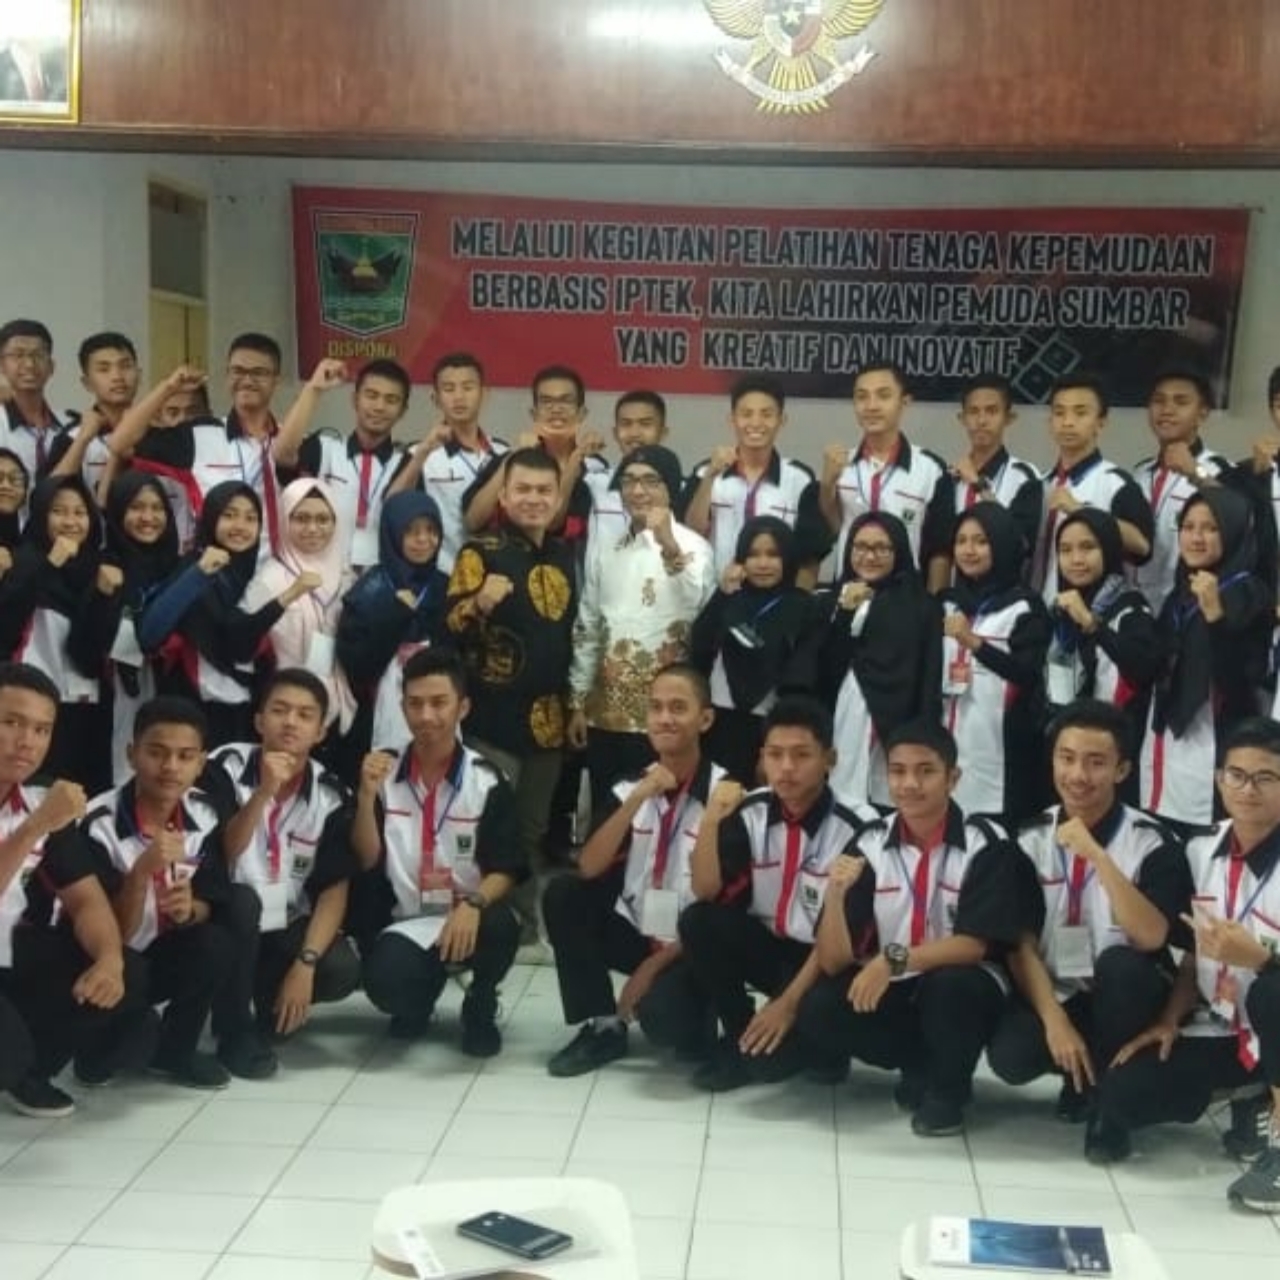 MELALUI KEGIATAN PELATIHAN TENAGA KEPEMUDAAN
BERBASIS IPTEK, KITA LAHIRKAN PEMUDA SUMBAR
YANG KREATIF DAN INOVATIF
DISPORA